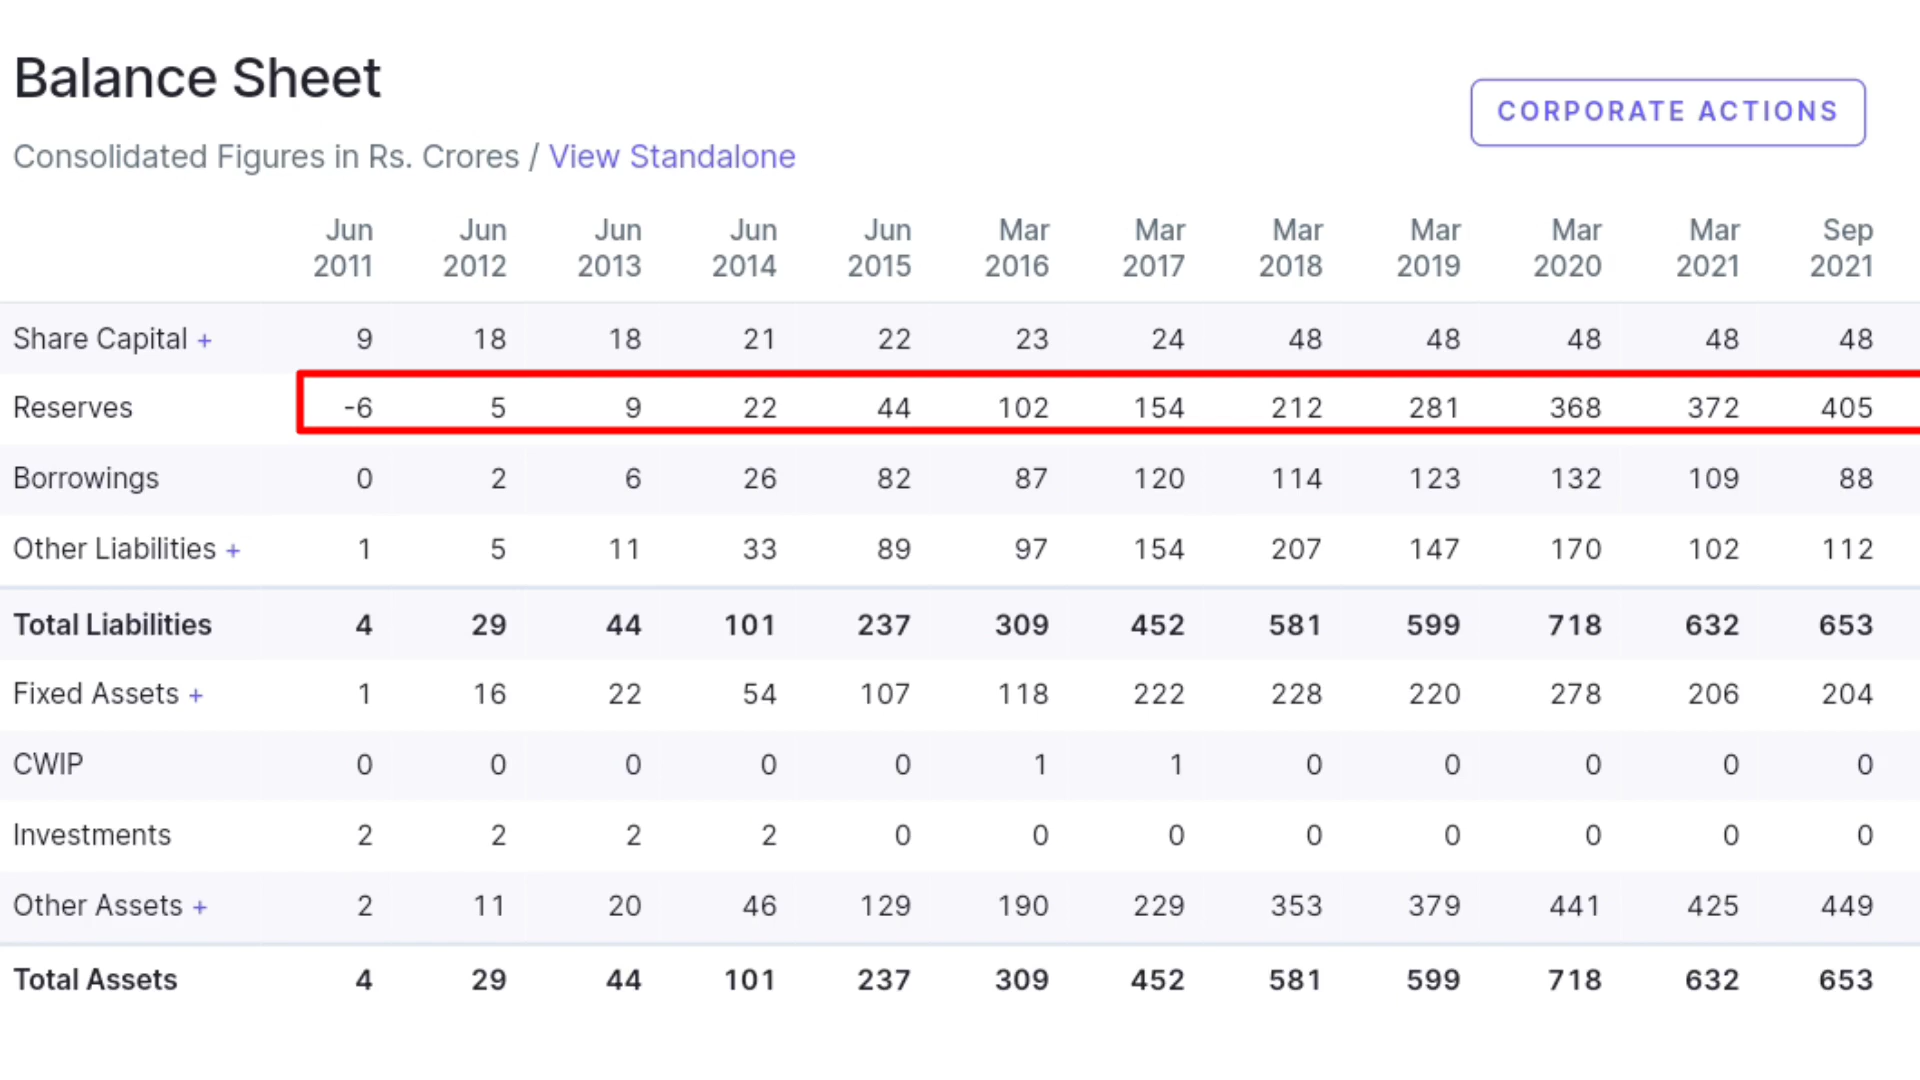 Balance Sheet
CORPORATE ACTIONS
Consolidated Figures in Rs. Crores / View Standalone
Jun 2011 Jun 2012 Jun 2013 Jun 2014 Jun 2015 Mar 2016 Mar 2017 Mar 2018 Mar 2019 Mar 2020 Mar 2021 Sep 2021
Share Capital + 9 18 18 21 22 23 24 48 48 48 48 48
Reserves -6 5 9 22 44 102 154 212 281 368 372 405
Borrowings 0 2 6 26 82 87 120 114 123 132 109 88
Other Liabilities + 1 5 11 33 89 97 154 207 147 170 102 112
Total Liabilities 4 29 44 101 237 309 452 581 599 718 632 653
Fixed Assets + 1 16 22 54 107 118 222 228 220 278 206 204
CWIP 0 0 0 0 0 1 1 0 0 0 0 0
Investments 2 2 2 2 0 0 0 0 0 0 0 0
Other Assets + 2 11 20 46 129 190 229 353 379 441 425 449
Total Assets 4 29 44 101 237 309 452 581 599 718 632 653